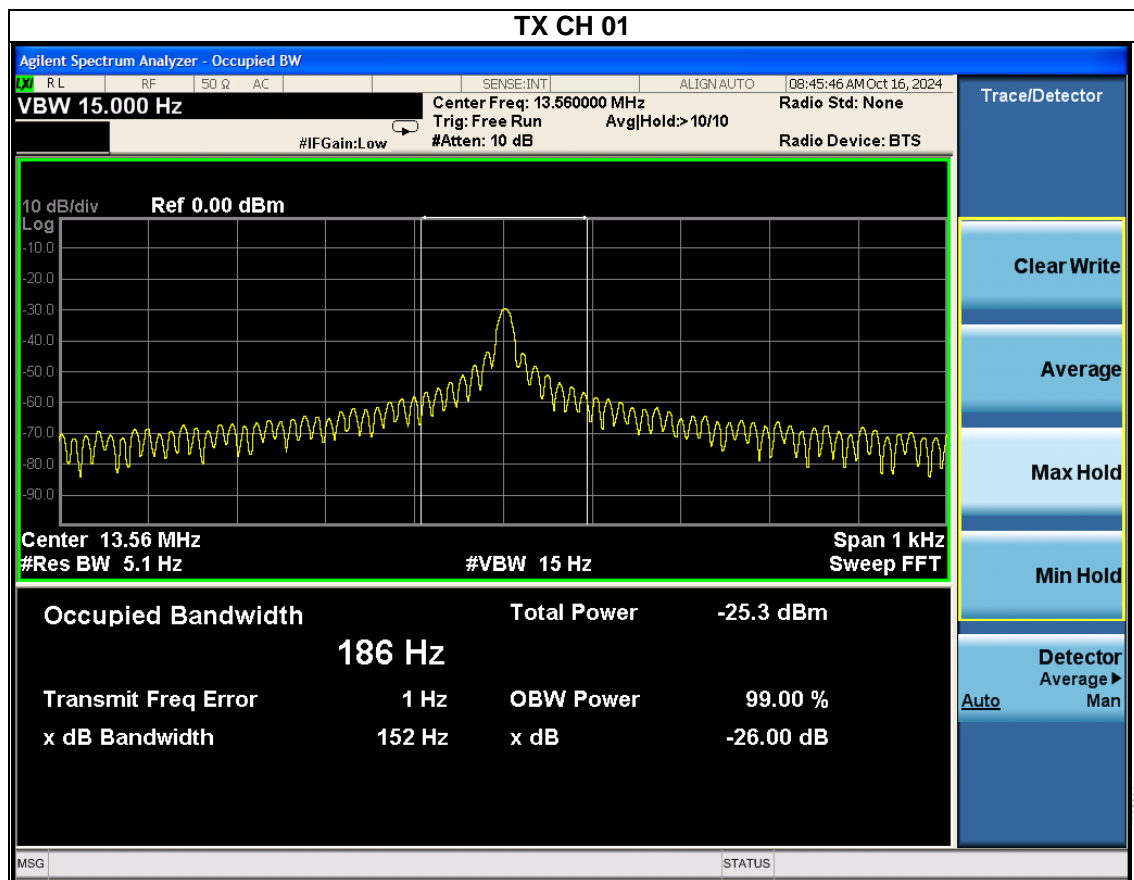 TX CH 01
Agilent Spectrum Analyzer - Occupied BW
LXI RL RF 50 Ω AC SENSE:INT ALIGN AUTO 08:45:46 AM Oct 16, 2024
VBW 15.000 Hz
Center Freq: 13.560000 MHz Radio Std: None
Trig: Free Run Avg|Hold:> 10/10
#IFGain:Low #Atten: 10 dB Radio Device: BTS
10 dB/div Ref 0.00 dBm
Log
-10.0
-20.0
-30.0
-40.0
-50.0
-60.0
-70.0
-80.0
-90.0
Center 13.56 MHz Span 1 kHz
#Res BW 5.1 Hz #VBW 15 Hz Sweep FFT
Occupied Bandwidth Total Power -25.3 dBm
186 Hz
Transmit Freq Error 1 Hz OBW Power 99.00 %
x dB Bandwidth 152 Hz x dB -26.00 dB
Trace/Detector
Clear Write
Average
Max Hold
Min Hold
Detector
Average▶
Auto Man
MSG STATUS